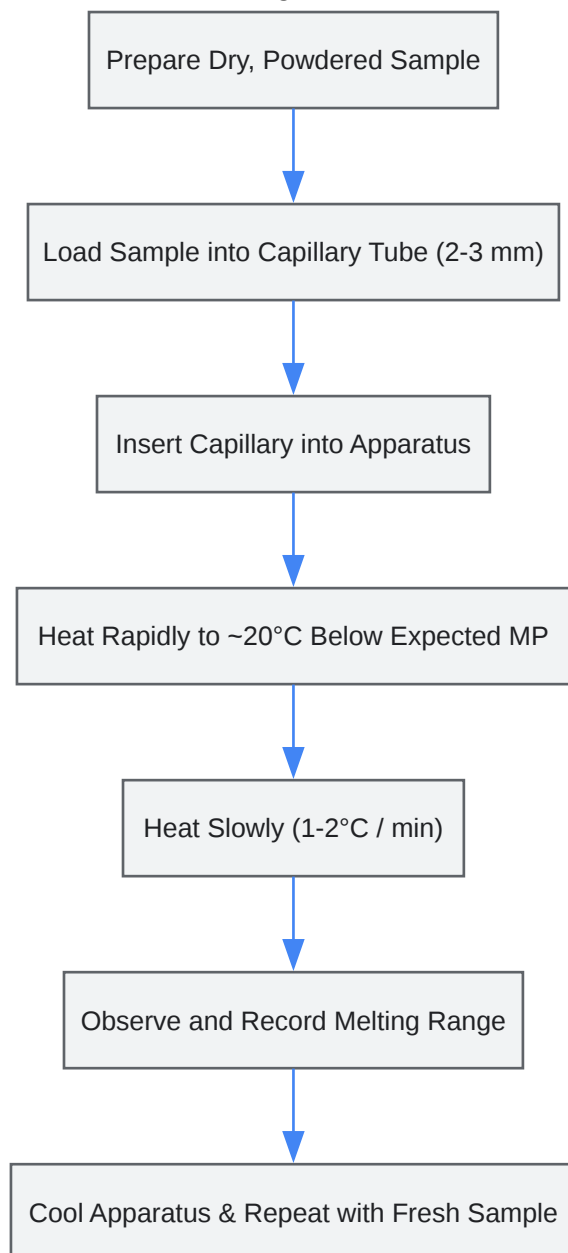 Prepare Dry, Powdered Sample
Load Sample into Capillary Tube (2-3 mm)
Insert Capillary into Apparatus
Heat Rapidly to ~20°C Below Expected MP
Heat Slowly (1-2°C / min)
Observe and Record Melting Range
Cool Apparatus & Repeat with Fresh Sample